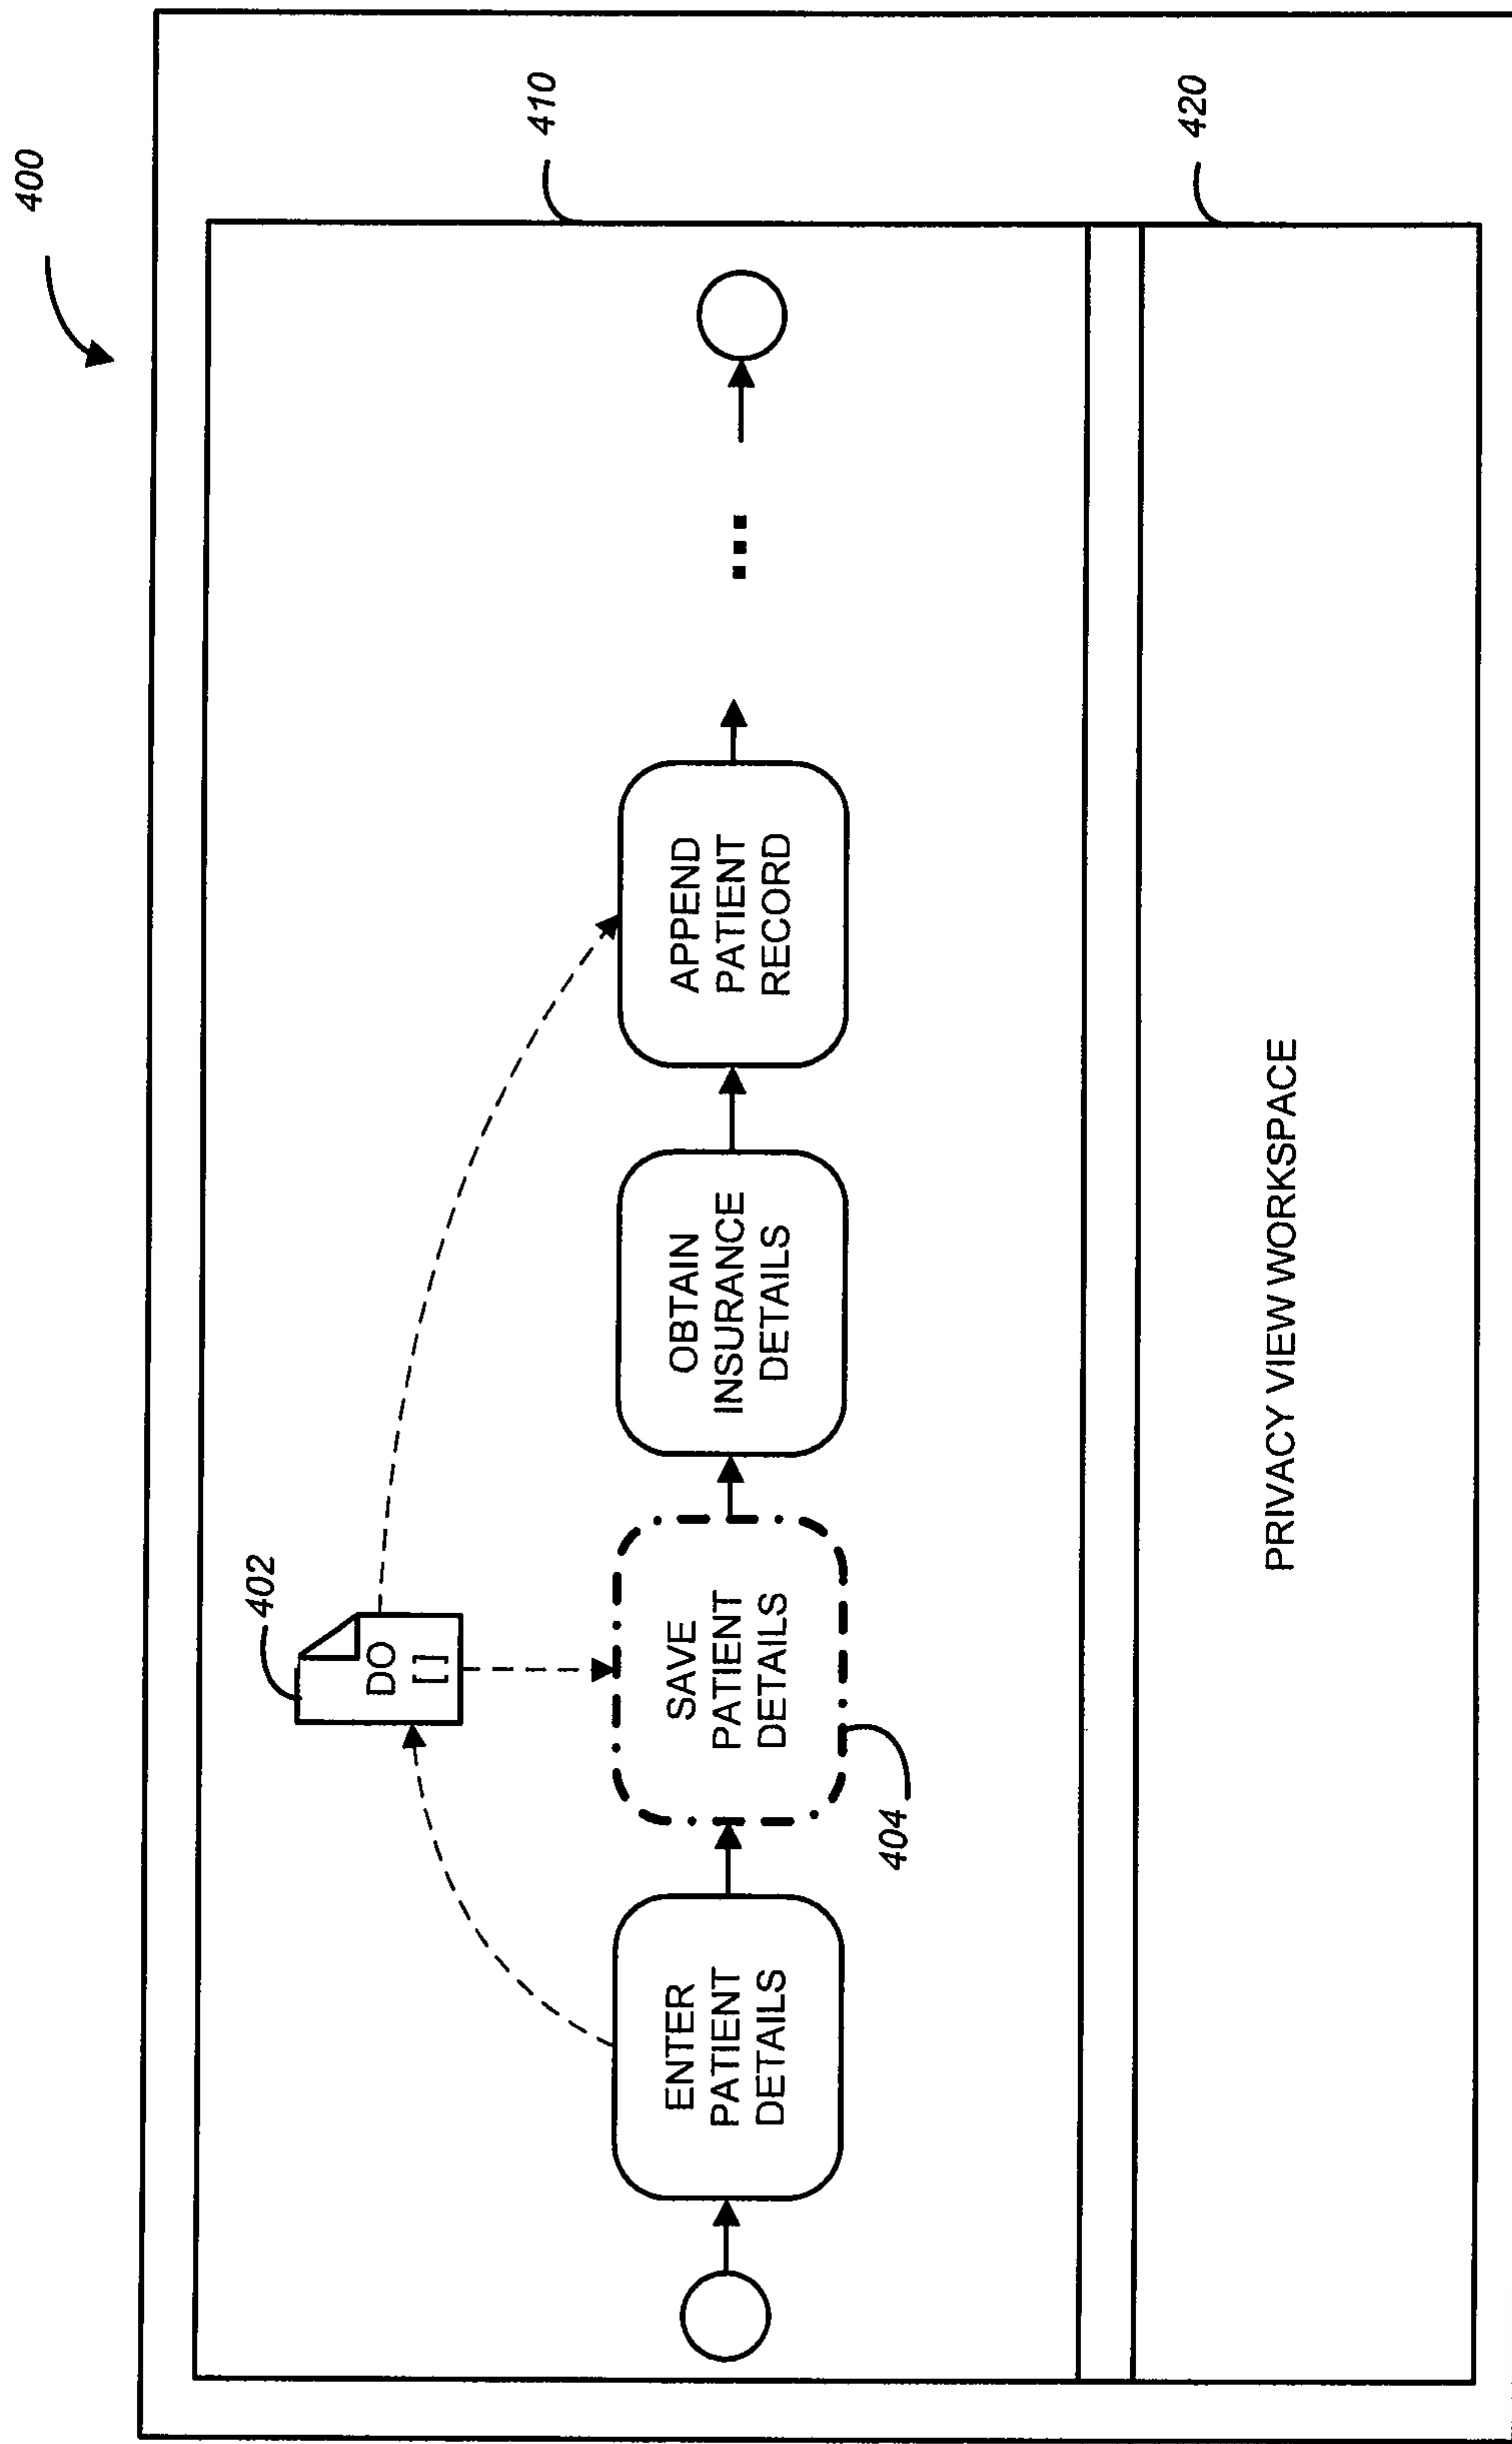 400
410
402
DO
[ ]
ENTER
PATIENT
DETAILS
SAVE
PATIENT
DETAILS
OBTAIN
INSURANCE
DETAILS
APPEND
PATIENT
RECORD
...
404
420
PRIVACY VIEW WORKSPACE